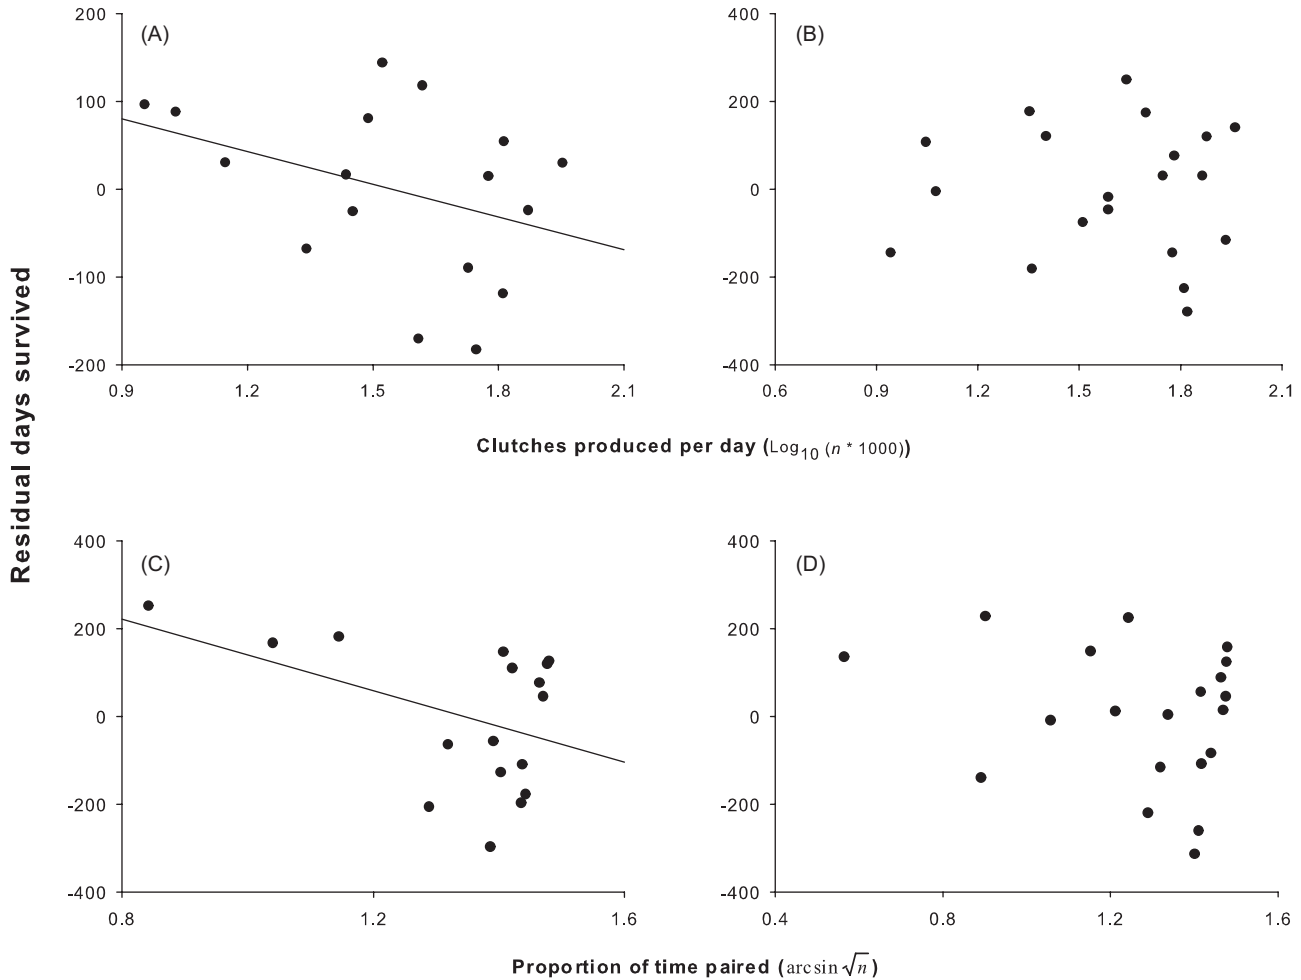 Residual days survived
(A)
200
100
0
-100
-200
0.9 1.2 1.5 1.8 2.1
(B)
400
200
0
-200
-400
0.6 0.9 1.2 1.5 1.8 2.1
Clutches produced per day (Log10 (n * 1000))
(C)
400
200
0
-200
-400
0.8 1.2 1.6
(D)
400
200
0
-200
-400
0.4 0.8 1.2 1.6
Proportion of time paired (arcsin √n)